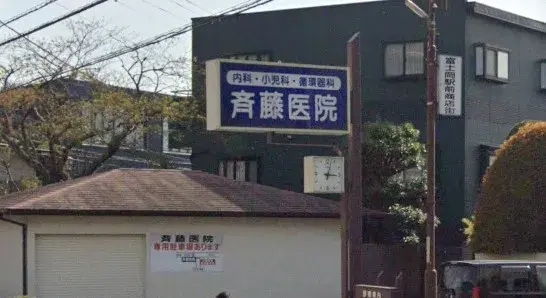 内科・小児科・循環器科
斉藤医院
富士岡駅前商店街
斉藤医院
専用駐車場あります